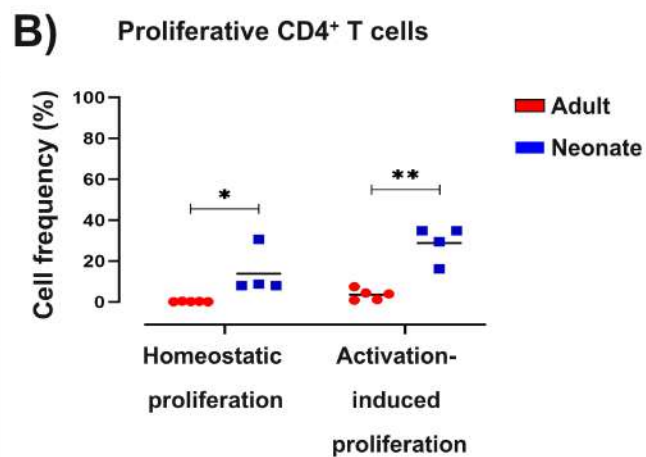 B) Proliferative CD4⁺ T cells
Cell frequency (%)
100
80
60
40
20
0
*
**
Adult
Neonate
Homeostatic
proliferation
Activation-
induced
proliferation